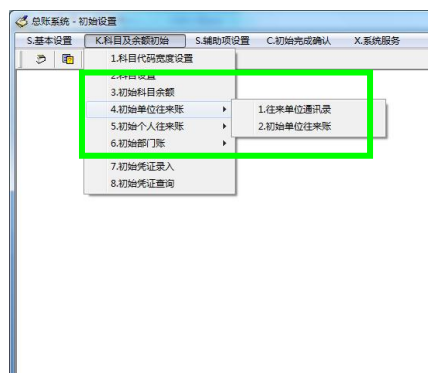 总账系统 - 初始设置
S.基本设置 K.科目及余额初始 S.辅助项设置 C.初始完成确认 X.系统服务
1.科目代码宽度设置
2.科目设置
3.初始科目余额
4.初始单位往来账
1.往来单位通讯录
5.初始个人往来账
2.初始单位往来账
6.初始部门账
7.初始凭证录入
8.初始凭证查询